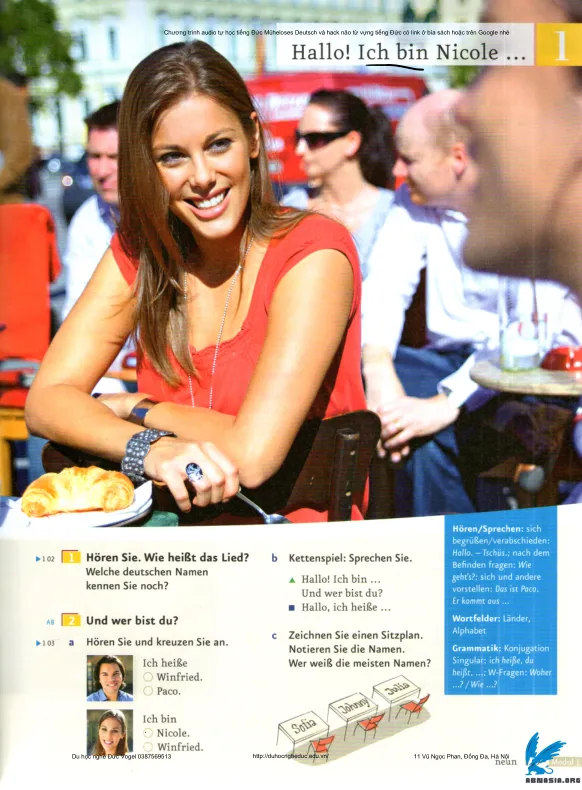 Chương trình audio tự học tiếng Đức Müheloses Deutsch và hack não từ vựng tiếng Đức có link ở bìa sách hoặc trên Google nhé
Hallo! Ich bin Nicole ...
1
▶ 1 02
1
Hören Sie. Wie heißt das Lied?
Welche deutschen Namen
kennen Sie noch?
AB
2
Und wer bist du?
▶ 1 03
a
Hören Sie und kreuzen Sie an.
Ich heiße
○ Winfried.
○ Paco.
Ich bin
○ Nicole.
○ Winfried.
b
Kettenspiel: Sprechen Sie.
▲ Hallo! Ich bin ...
Und wer bist du?
■ Hallo, ich heiße ...
c
Zeichnen Sie einen Sitzplan.
Notieren Sie die Namen.
Wer weiß die meisten Namen?
Sofia
Johnny
Julia
Hören/Sprechen: sich
begrüßen/verabschieden:
Hallo. – Tschüs.; nach dem
Befinden fragen: Wie
geht's?; sich und andere
vorstellen: Das ist Paco.
Er kommt aus ...
Wortfelder: Länder,
Alphabet
Grammatik: Konjugation
Singular: ich heiße, du
heißt, ...; W-Fragen: Woher
...? / Wie ...?
Du học nghề Đức Vogel 0387569513
http://duhocngheduc.edu.vn/
11 Vũ Ngọc Phan, Đống Đa, Hà Nội
neun
Modul 1
ABMASIA.ORG